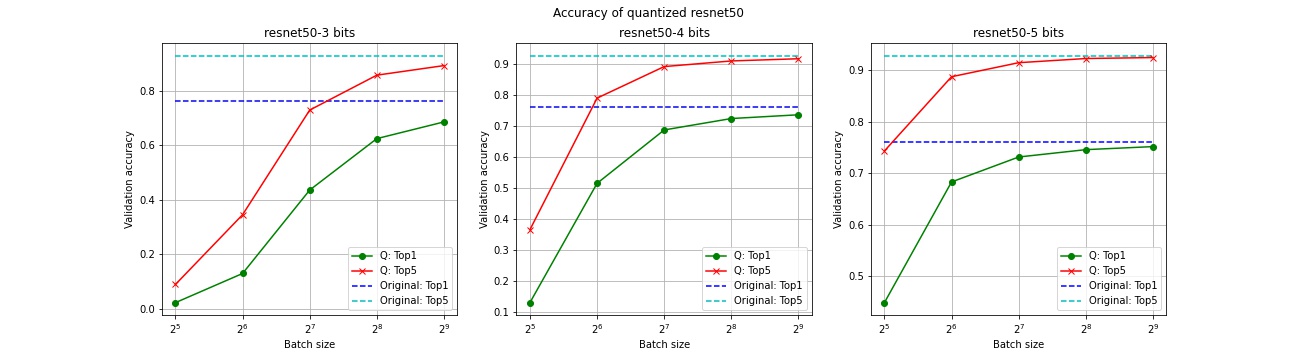 Accuracy of quantized resnet50
resnet50-3 bits
Validation accuracy
0.8
0.6
0.4
0.2
0.0
2⁵
2⁶
2⁷
2⁸
2⁹
Batch size
Q: Top1
Q: Top5
Original: Top1
Original: Top5
resnet50-4 bits
Validation accuracy
0.9
0.8
0.7
0.6
0.5
0.4
0.3
0.2
0.1
2⁵
2⁶
2⁷
2⁸
2⁹
Batch size
Q: Top1
Q: Top5
Original: Top1
Original: Top5
resnet50-5 bits
Validation accuracy
0.9
0.8
0.7
0.6
0.5
2⁵
2⁶
2⁷
2⁸
2⁹
Batch size
Q: Top1
Q: Top5
Original: Top1
Original: Top5